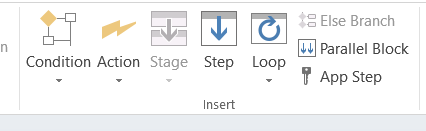 n
Condition Action Stage Step Loop
Else Branch
Parallel Block
App Step
Insert